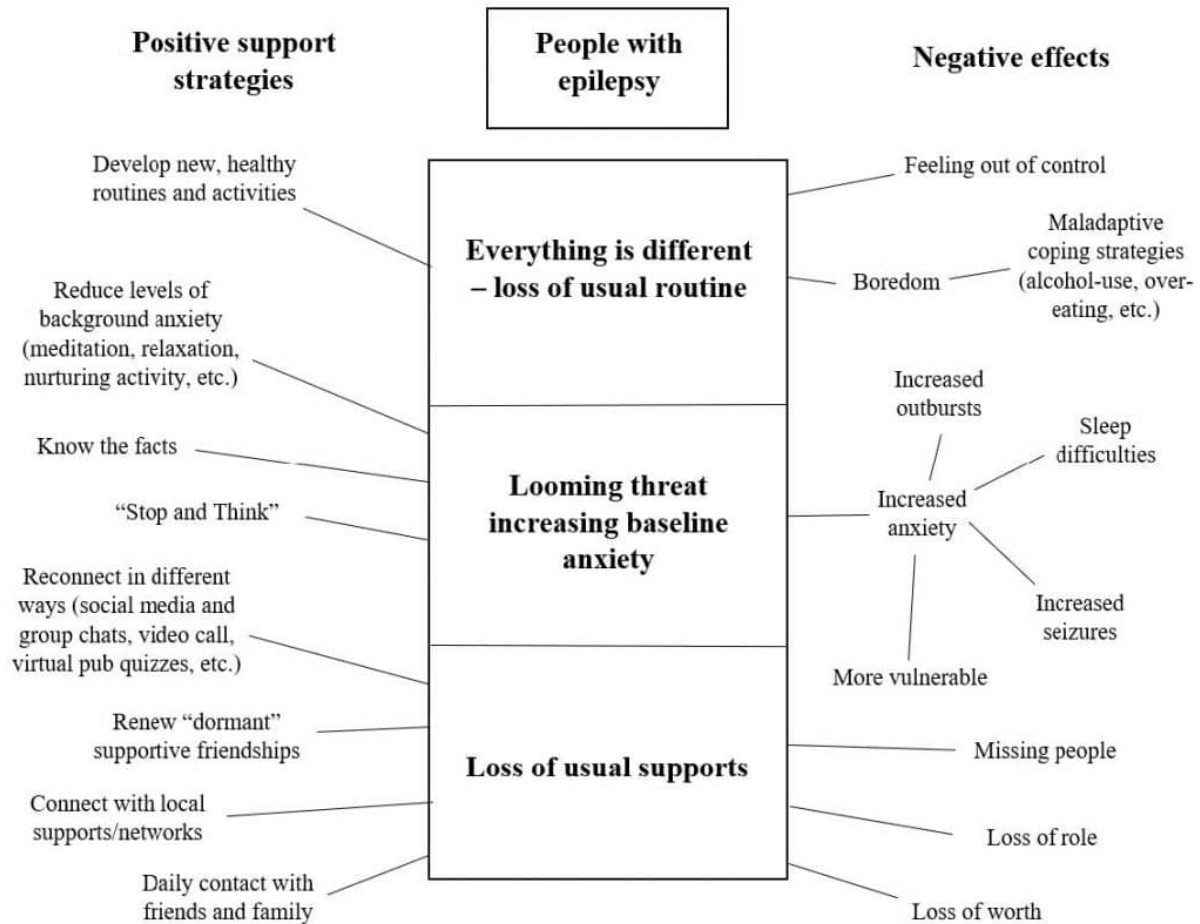 Positive support
strategies
People with
epilepsy
Negative effects
Develop new, healthy
routines and activities
Reduce levels of
background anxiety
(meditation, relaxation,
nurturing activity, etc.)
Know the facts
“Stop and Think”
Reconnect in different
ways (social media and
group chats, video call,
virtual pub quizzes, etc.)
Renew “dormant”
supportive friendships
Connect with local
supports/networks
Daily contact with
friends and family
Everything is different
– loss of usual routine
Looming threat
increasing baseline
anxiety
Loss of usual supports
Feeling out of control
Boredom
Maladaptive
coping strategies
(alcohol-use, over-
eating, etc.)
Increased
outbursts
Sleep
difficulties
Increased
anxiety
Increased
seizures
More vulnerable
Missing people
Loss of role
Loss of worth